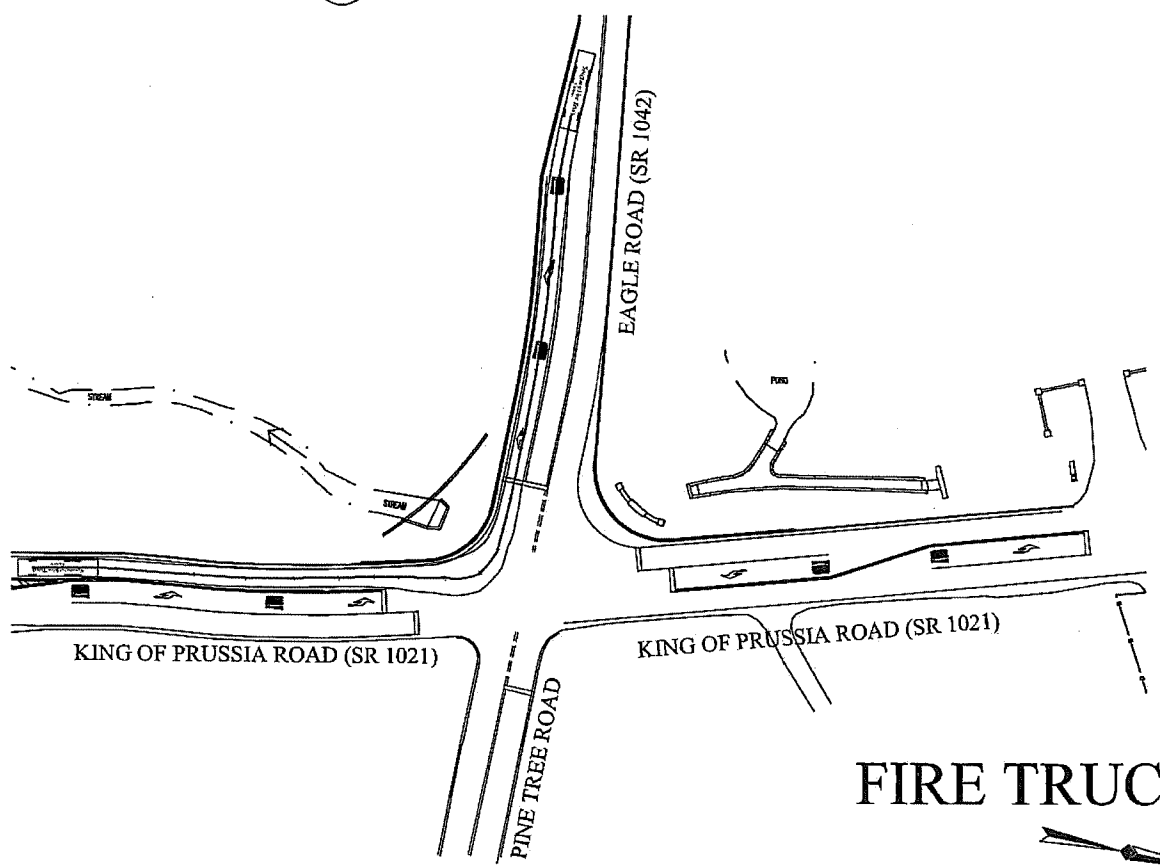 EAGLE ROAD (SR 1042)
STREAM
POND
STREAM
KING OF PRUSSIA ROAD (SR 1021)
KING OF PRUSSIA ROAD (SR 1021)
PINE TREE ROAD
FIRE TRUC